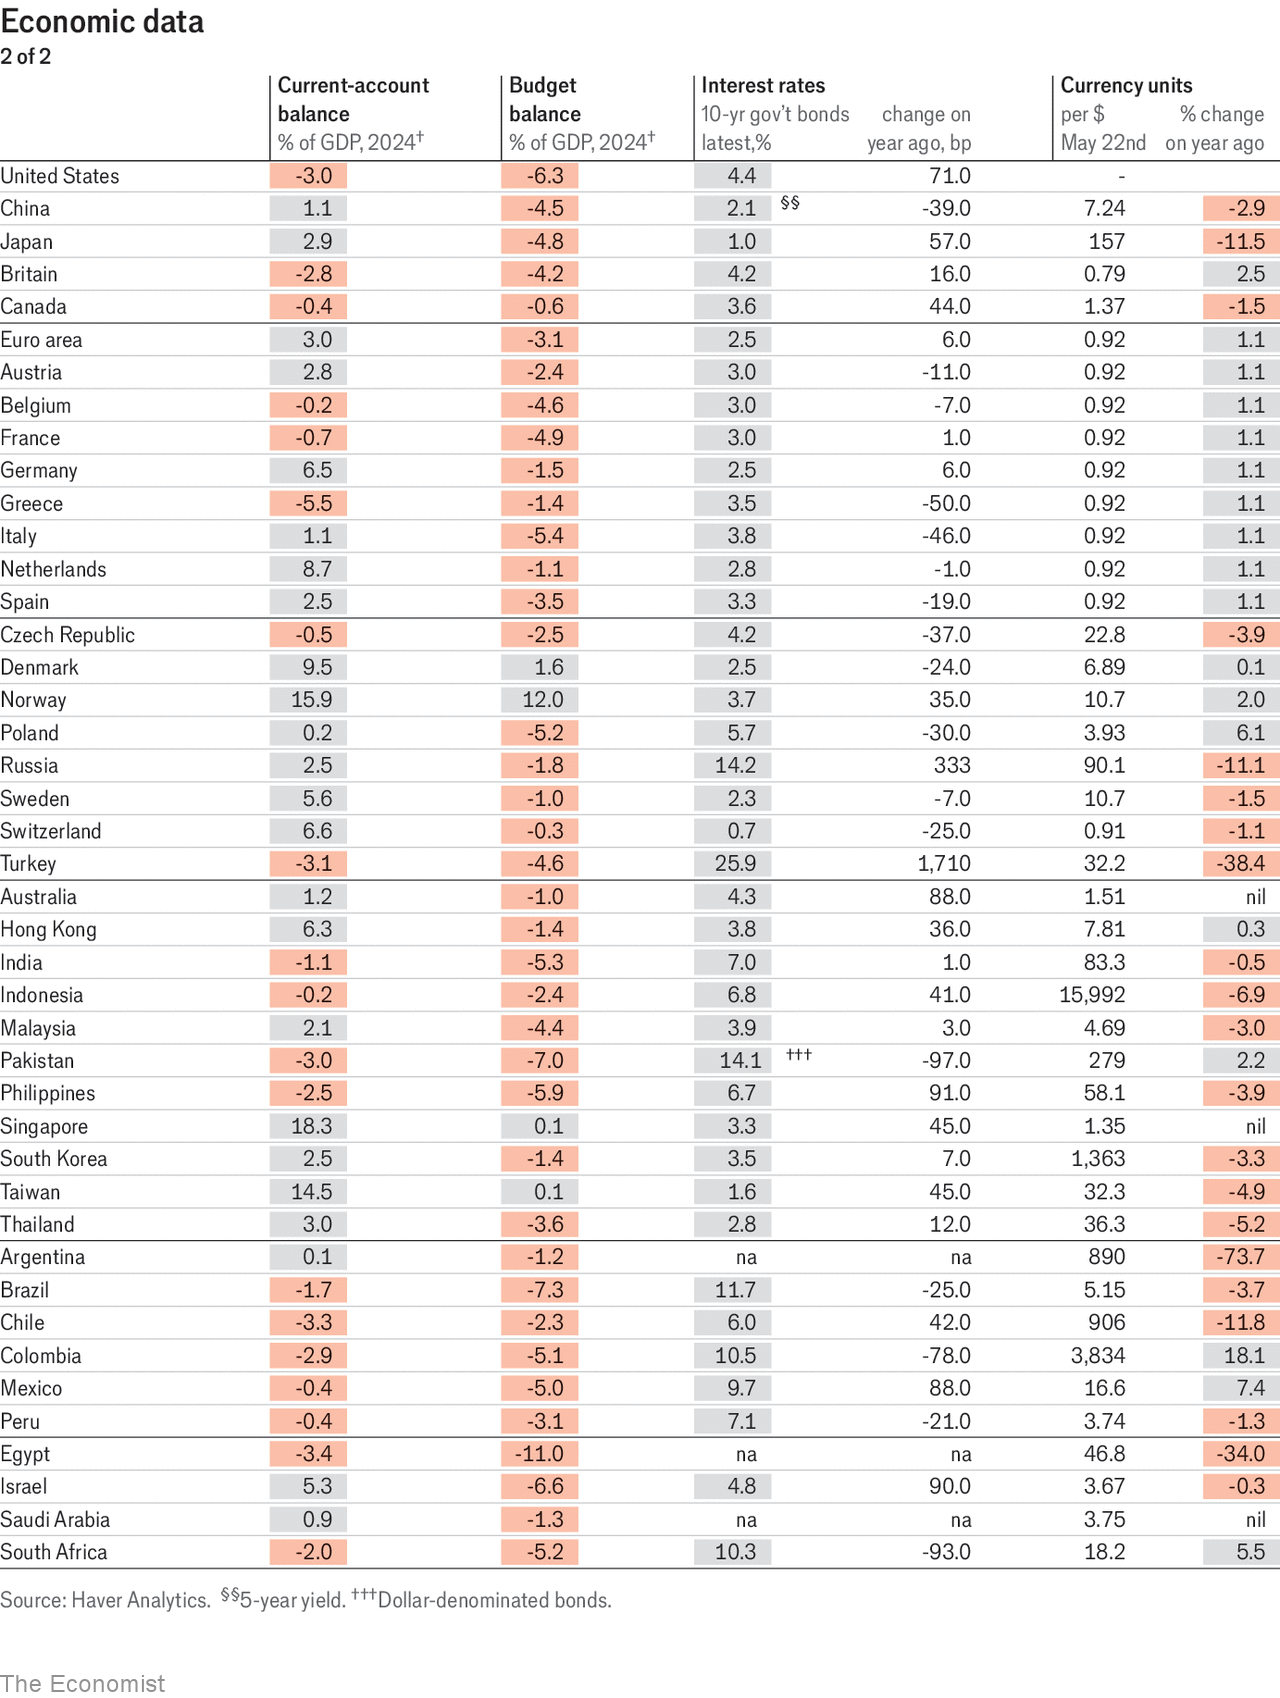 Economic data
2 of 2
Current-account Budget Interest rates Currency units
balance balance 10-yr gov't bonds change on per $ % change
% of GDP, 2024† % of GDP, 2024† latest,% year ago, bp May 22nd on year ago
United States -3.0 -6.3 4.4 71.0 -
China 1.1 -4.5 2.1 §§ -39.0 7.24 -2.9
Japan 2.9 -4.8 1.0 57.0 157 -11.5
Britain -2.8 -4.2 4.2 16.0 0.79 2.5
Canada -0.4 -0.6 3.6 44.0 1.37 -1.5
Euro area 3.0 -3.1 2.5 6.0 0.92 1.1
Austria 2.8 -2.4 3.0 -11.0 0.92 1.1
Belgium -0.2 -4.6 3.0 -7.0 0.92 1.1
France -0.7 -4.9 3.0 1.0 0.92 1.1
Germany 6.5 -1.5 2.5 6.0 0.92 1.1
Greece -5.5 -1.4 3.5 -50.0 0.92 1.1
Italy 1.1 -5.4 3.8 -46.0 0.92 1.1
Netherlands 8.7 -1.1 2.8 -1.0 0.92 1.1
Spain 2.5 -3.5 3.3 -19.0 0.92 1.1
Czech Republic -0.5 -2.5 4.2 -37.0 22.8 -3.9
Denmark 9.5 1.6 2.5 -24.0 6.89 0.1
Norway 15.9 12.0 3.7 35.0 10.7 2.0
Poland 0.2 -5.2 5.7 -30.0 3.93 6.1
Russia 2.5 -1.8 14.2 333 90.1 -11.1
Sweden 5.6 -1.0 2.3 -7.0 10.7 -1.5
Switzerland 6.6 -0.3 0.7 -25.0 0.91 -1.1
Turkey -3.1 -4.6 25.9 1,710 32.2 -38.4
Australia 1.2 -1.0 4.3 88.0 1.51 nil
Hong Kong 6.3 -1.4 3.8 36.0 7.81 0.3
India -1.1 -5.3 7.0 1.0 83.3 -0.5
Indonesia -0.2 -2.4 6.8 41.0 15,992 -6.9
Malaysia 2.1 -4.4 3.9 3.0 4.69 -3.0
Pakistan -3.0 -7.0 14.1 ††† -97.0 279 2.2
Philippines -2.5 -5.9 6.7 91.0 58.1 -3.9
Singapore 18.3 0.1 3.3 45.0 1.35 nil
South Korea 2.5 -1.4 3.5 7.0 1,363 -3.3
Taiwan 14.5 0.1 1.6 45.0 32.3 -4.9
Thailand 3.0 -3.6 2.8 12.0 36.3 -5.2
Argentina 0.1 -1.2 na na 890 -73.7
Brazil -1.7 -7.3 11.7 -25.0 5.15 -3.7
Chile -3.3 -2.3 6.0 42.0 906 -11.8
Colombia -2.9 -5.1 10.5 -78.0 3,834 18.1
Mexico -0.4 -5.0 9.7 88.0 16.6 7.4
Peru -0.4 -3.1 7.1 -21.0 3.74 -1.3
Egypt -3.4 -11.0 na na 46.8 -34.0
Israel 5.3 -6.6 4.8 90.0 3.67 -0.3
Saudi Arabia 0.9 -1.3 na na 3.75 nil
South Africa -2.0 -5.2 10.3 -93.0 18.2 5.5
Source: Haver Analytics. §§5-year yield. †††Dollar-denominated bonds.
The Economist